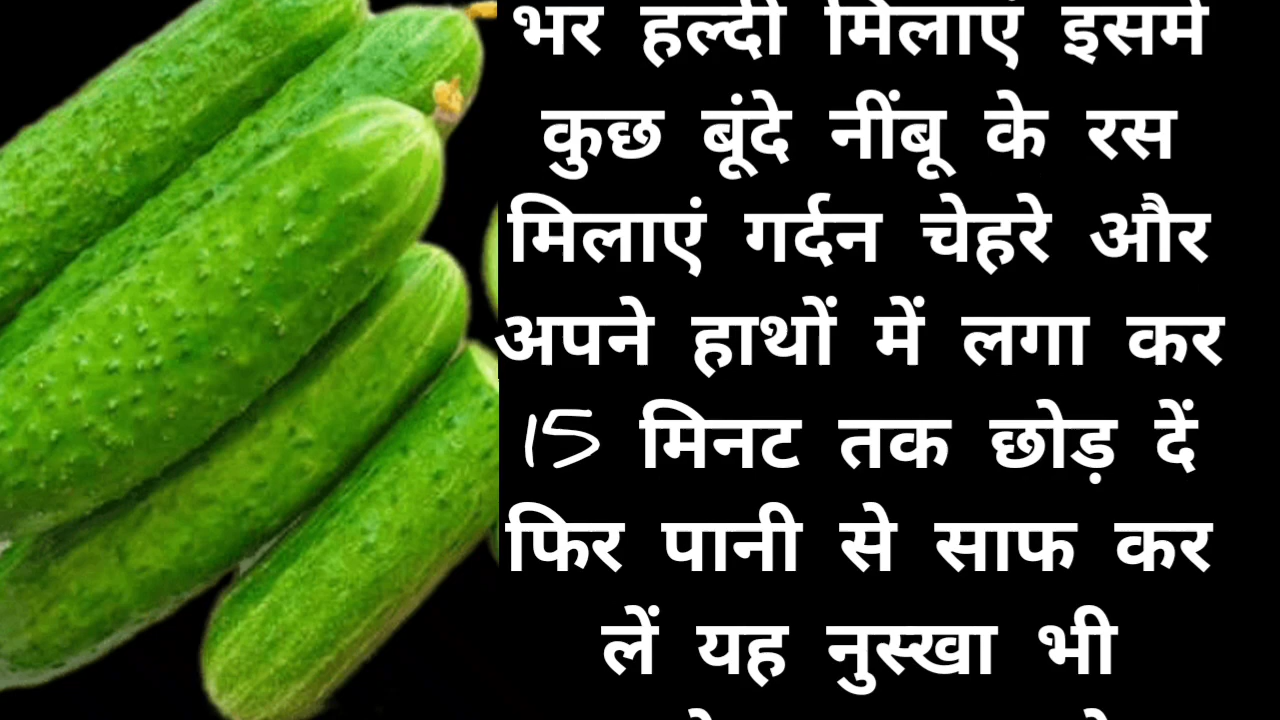 भर हल्दी मिलाएं इसमें
कुछ बूंदे नींबू के रस
मिलाएं गर्दन चेहरे और
अपने हाथों में लगा कर
15 मिनट तक छोड़ दें
फिर पानी से साफ कर
लें यह नुस्खा भी